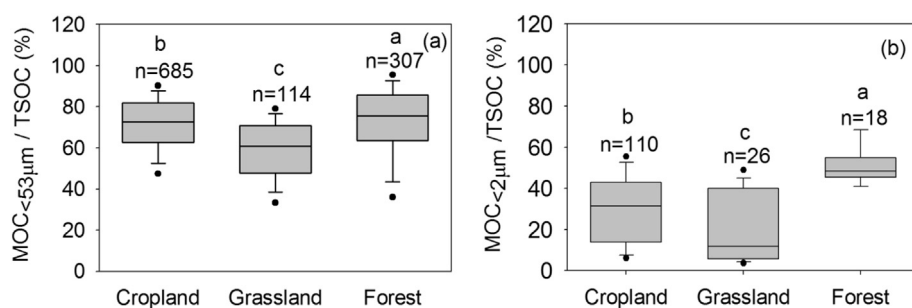 120
100
80
60
40
20
0
MOC<53μm / TSOC (%)
(a)
b
n=685
c
n=114
a
n=307
Cropland
Grassland
Forest
120
100
80
60
40
20
0
MOC<2μm /TSOC (%)
(b)
b
n=110
c
n=26
a
n=18
Cropland
Grassland
Forest